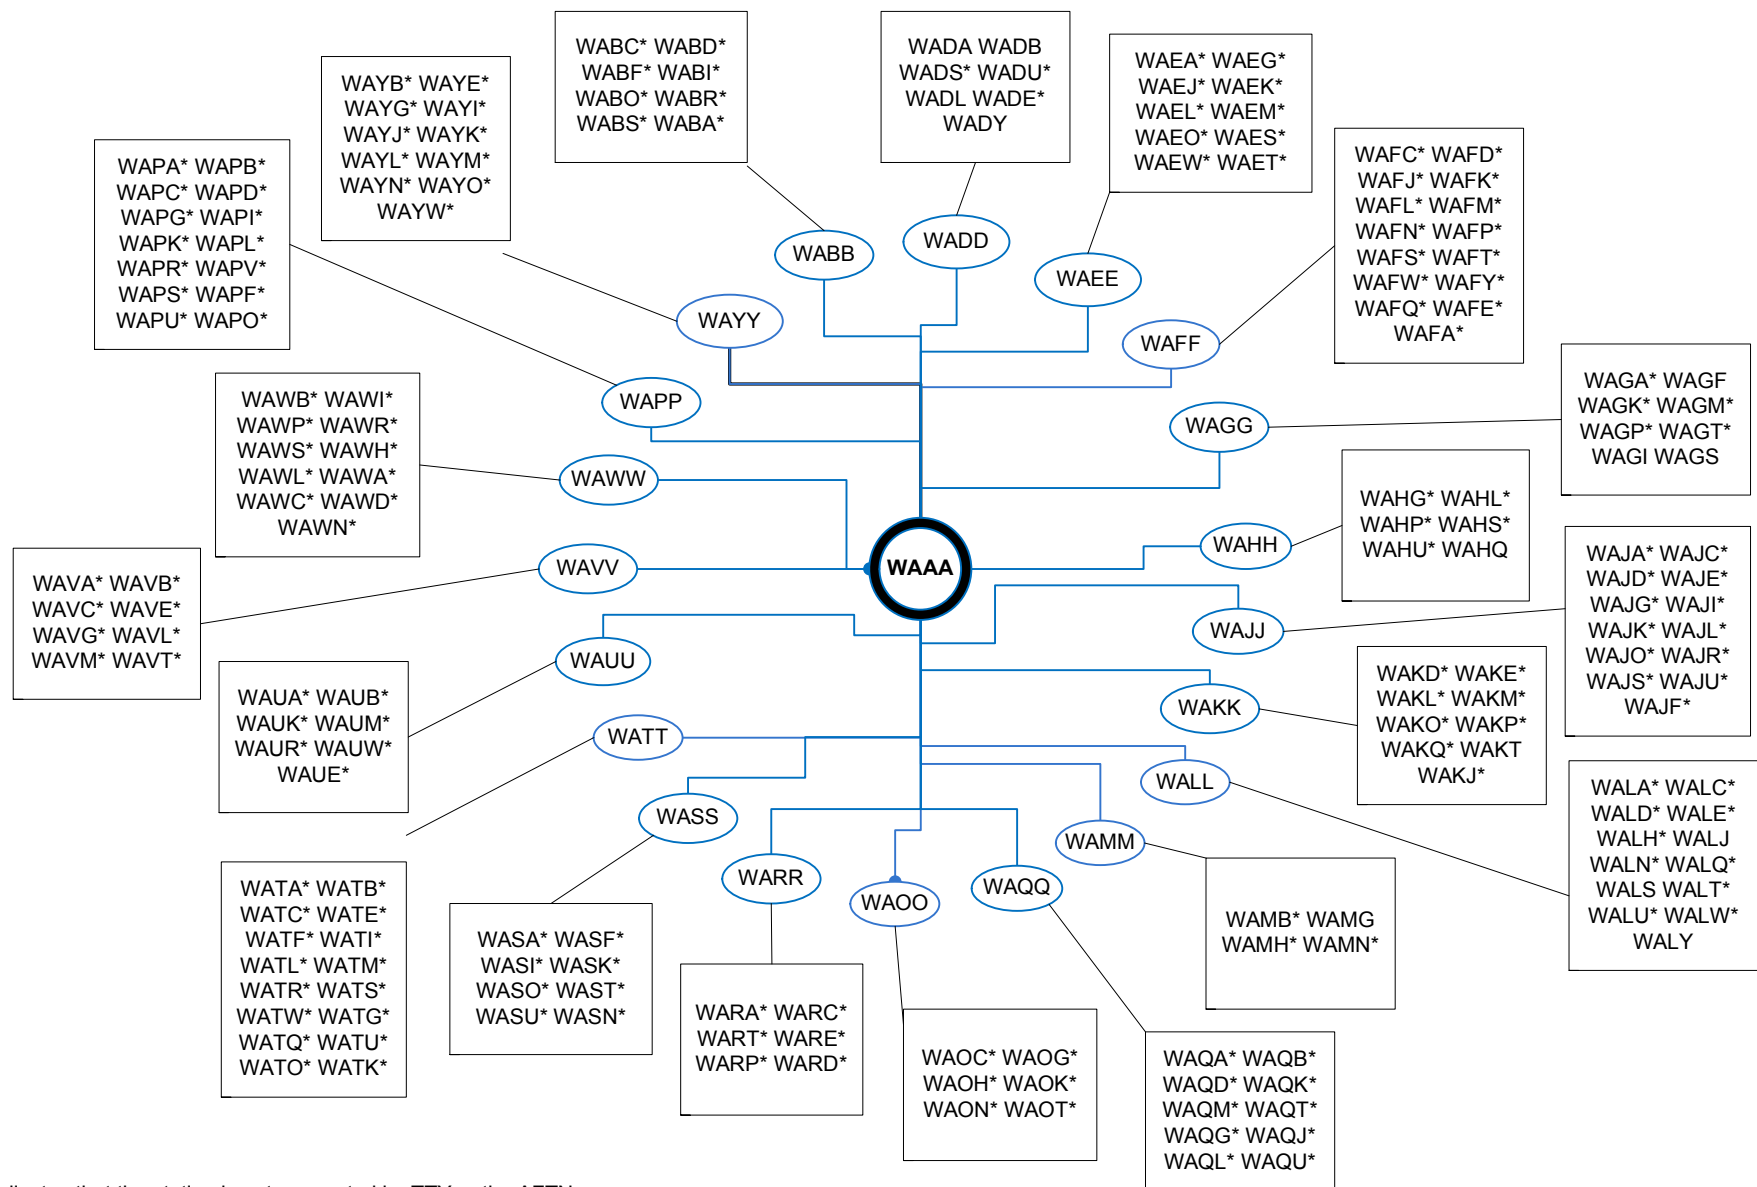 WABC* WABD*
WABF* WABI*
WABO* WABR*
WABS* WABA*
WADA WADB
WADS* WADU*
WADL WADE*
WADY
WAEA* WAEG*
WAEJ* WAEK*
WAEL* WAEM*
WAEO* WAES*
WAEW* WAET*
WAYB* WAYE*
WAYG* WAYI*
WAYJ* WAYK*
WAYL* WAYM*
WAYN* WAYO*
WAYW*
WAPA* WAPB*
WAPC* WAPD*
WAPG* WAPI*
WAPK* WAPL*
WAPR* WAPV*
WAPS* WAPF*
WAPU* WAPO*
WAFC* WAFD*
WAFJ* WAFK*
WAFL* WAFM*
WAFN* WAFP*
WAFS* WAFT*
WAFW* WAFY*
WAFQ* WAFE*
WAFA*
WABB
WADD
WAEE
WAYY
WAFF
WAPP
WAGG
WAGA* WAGF
WAGK* WAGM*
WAGP* WAGT*
WAGI WAGS
WAWB* WAWI*
WAWP* WAWR*
WAWS* WAWH*
WAWL* WAWA*
WAWC* WAWD*
WAWN*
WAWW
WAHG* WAHL*
WAHP* WAHS*
WAHU* WAHQ
WAHH
WAVV
WAAA
WAVA* WAVB*
WAVC* WAVE*
WAVG* WAVL*
WAVM* WAVT*
WAJA* WAJC*
WAJD* WAJE*
WAJG* WAJI*
WAJK* WAJL*
WAJO* WAJR*
WAJS* WAJU*
WAJF*
WAJJ
WAUU
WAUA* WAUB*
WAUK* WAUM*
WAUR* WAUW*
WAUE*
WAKD* WAKE*
WAKL* WAKM*
WAKO* WAKP*
WAKQ* WAKT
WAKJ*
WAKK
WATT
WALL
WALA* WALC*
WALD* WALE*
WALH* WALJ
WALN* WALQ*
WALS WALT*
WALU* WALW*
WALY
WASS
WAMM
WARR
WAOO
WAQQ
WATA* WATB*
WATC* WATE*
WATF* WATI*
WATL* WATM*
WATR* WATS*
WATW* WATG*
WATQ* WATU*
WATO* WATK*
WASA* WASF*
WASI* WASK*
WASO* WAST*
WASU* WASN*
WARA* WARC*
WART* WARE*
WARP* WARD*
WAOC* WAOG*
WAOH* WAOK*
WAON* WAOT*
WAMB* WAMG
WAMH* WAMN*
WAQA* WAQB*
WAQD* WAQK*
WAQM* WAQT*
WAQG* WAQJ*
WAQL* WAQU*